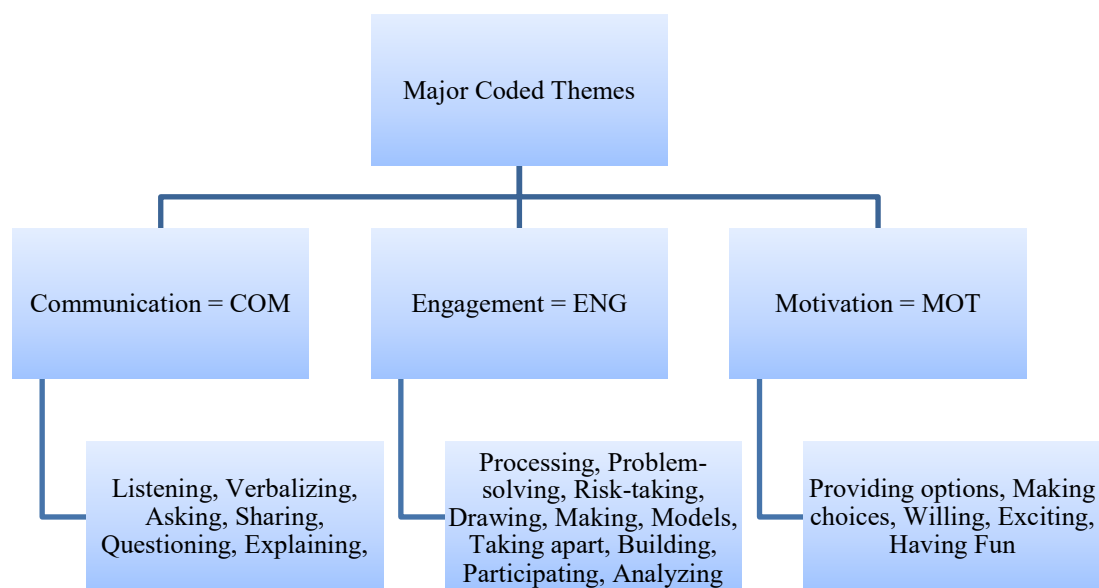 Major Coded Themes
Communication = COM
Engagement = ENG
Motivation = MOT
Listening, Verbalizing,
Asking, Sharing,
Questioning, Explaining,
Processing, Problem-
solving, Risk-taking,
Drawing, Making, Models,
Taking apart, Building,
Participating, Analyzing
Providing options, Making
choices, Willing, Exciting,
Having Fun